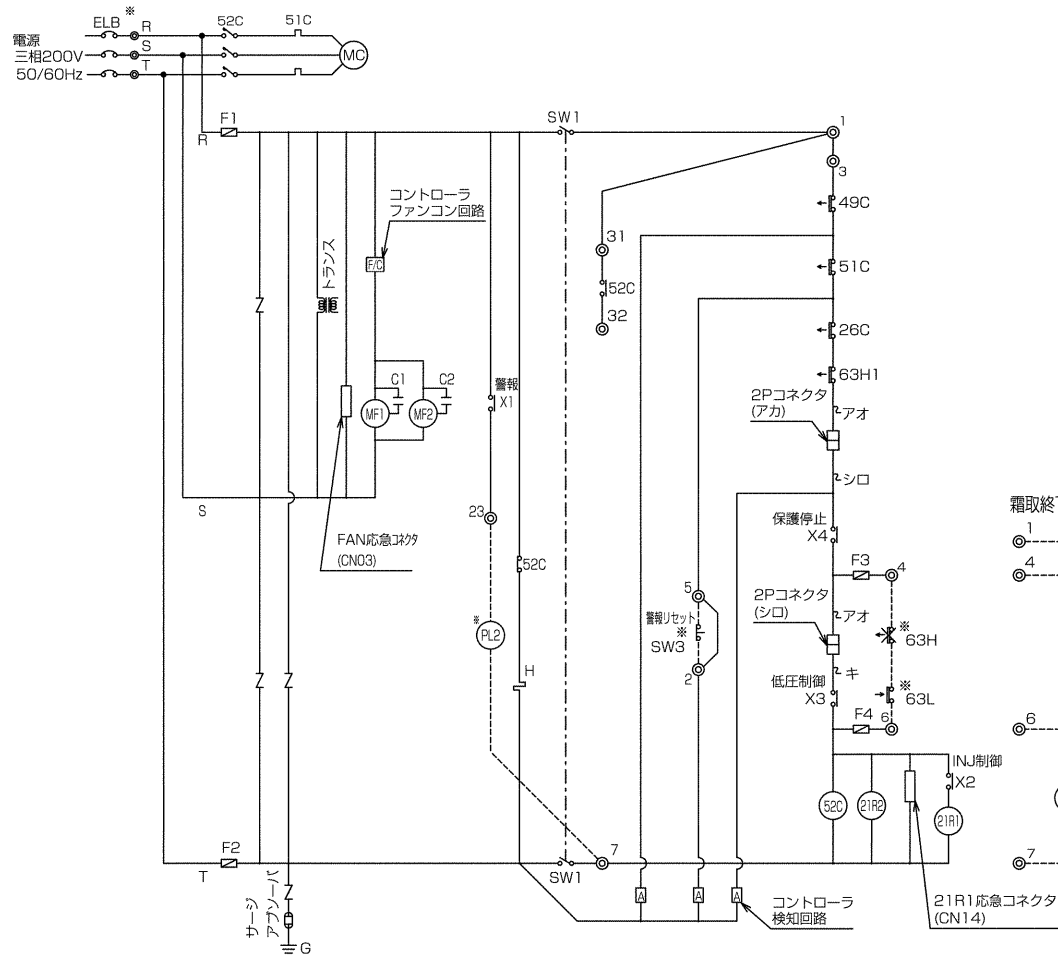 ELB
※
R
52C
51C
電源
三相200V
50/60Hz
S
T
MC
F1
R
SW1
1
3
49C
コントローラ
ファンコン回路
F/C
トランス
31
52C
32
51C
26C
63H1
C1
C2
MF1
MF2
警報
X1
2Pコネクタ
(アカ)
アオ
シロ
S
23
FAN応急コネクタ
(CN03)
52C
保護停止
X4
F3
4
霜取終了
1
4
※
PL2
5
警報リセット
※
SW3
2
2Pコネクタ
(シロ)
アオ
※
63H
H
キ
低圧制御
X3
※
63L
F4
6
6
INJ制御
X2
52C
21R2
21R1
F2
T
SW1
7
7
サージ
アブソーバ
G
A
A
A
コントローラ
検知回路
21R1応急コネクタ
(CN14)